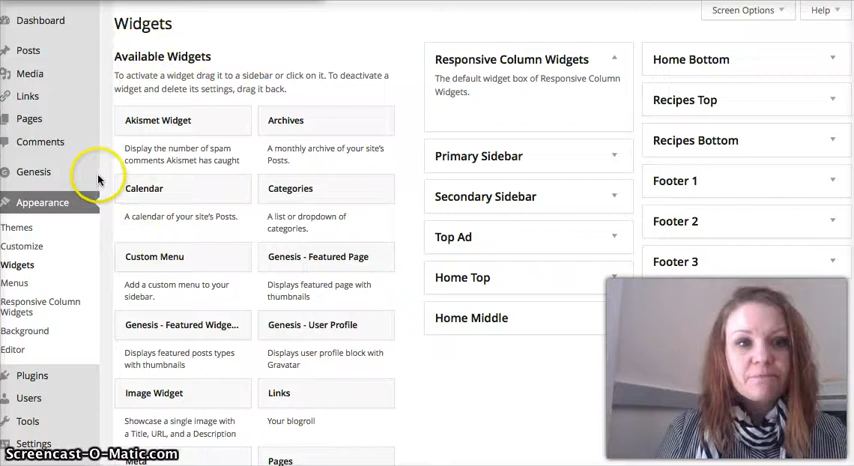 Screen Options
Help
Dashboard
Posts
Media
Links
Pages
Comments
Genesis
Appearance
Themes
Customize
Widgets
Menus
Responsive Column
Widgets
Background
Editor
Plugins
Users
Tools
Settings
Widgets
Available Widgets
To activate a widget drag it to a sidebar or click on it. To deactivate a
widget and delete its settings, drag it back.
Akismet Widget
Display the number of spam
comments Akismet has caught
Archives
A monthly archive of your site's
Posts.
Calendar
A calendar of your site's Posts.
Categories
A list or dropdown of
categories.
Custom Menu
Add a custom menu to your
sidebar.
Genesis - Featured Page
Displays featured page with
thumbnails
Genesis - Featured Widge...
Displays featured posts types
with thumbnails
Genesis - User Profile
Displays user profile block with
Gravatar
Image Widget
Showcase a single image with
a Title, URL, and a Description
Links
Your blogroll
Meta
Pages
Responsive Column Widgets
The default widget box of Responsive Column
Widgets.
Primary Sidebar
Secondary Sidebar
Top Ad
Home Top
Home Middle
Home Bottom
Recipes Top
Recipes Bottom
Footer 1
Footer 2
Footer 3
Screencast-O-Matic.com